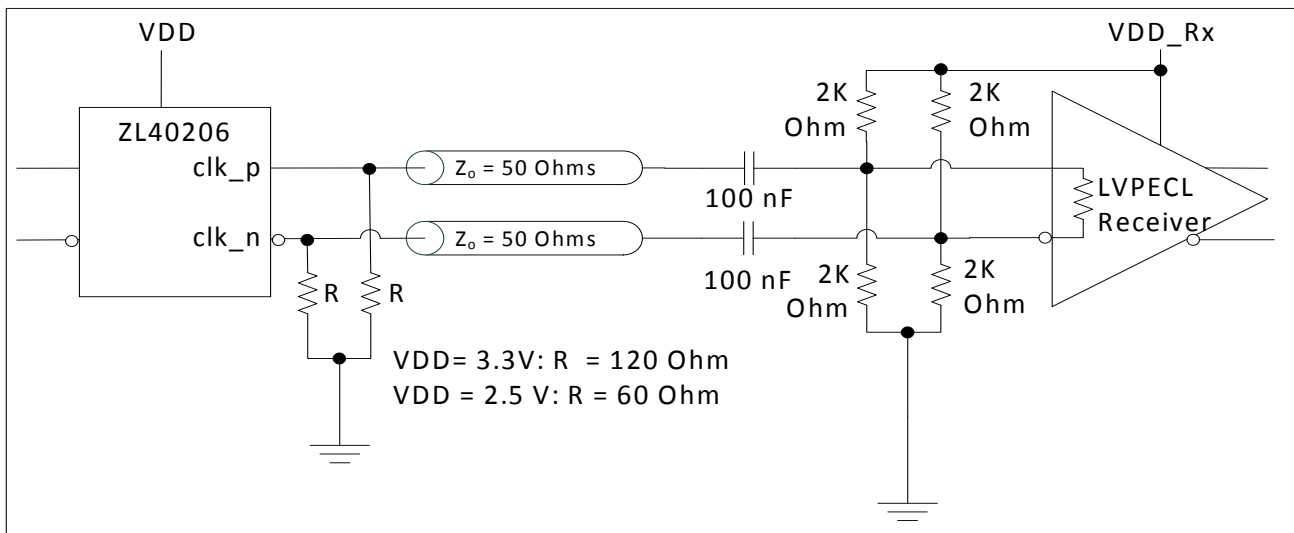 VDD
VDD_Rx
ZL40206
clk_p
clk_n
Zo = 50 Ohms
Zo = 50 Ohms
100 nF
100 nF
2K
Ohm
2K
Ohm
LVPECL
Receiver
2K
Ohm
2K
Ohm
R
R
VDD= 3.3V: R = 120 Ohm
VDD = 2.5 V: R = 60 Ohm